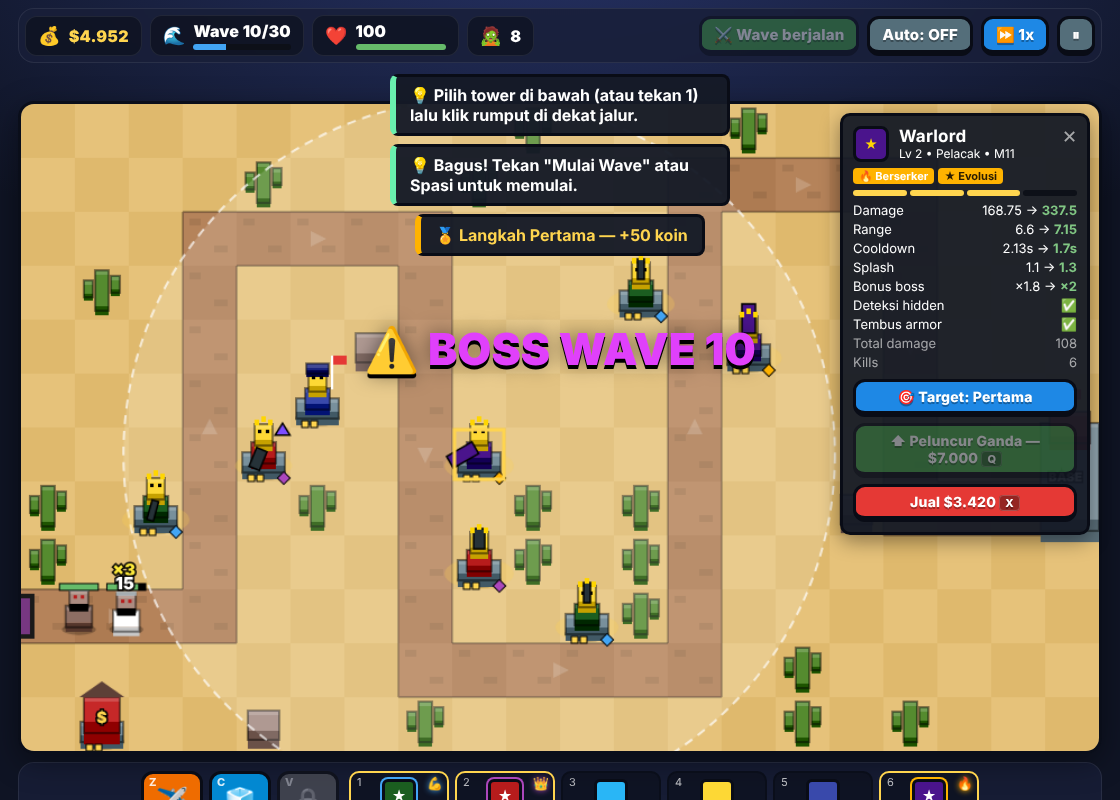 $4.952
Wave 10/30
100
8
Wave berjalan
Auto: OFF
1x
Pilih tower di bawah (atau tekan 1)
lalu klik rumput di dekat jalur.
Bagus! Tekan "Mulai Wave" atau
Spasi untuk memulai.
Langkah Pertama — +50 koin
BOSS WAVE 10
Warlord
Lv 2 • Pelacak • M11
Berserker
★ Evolusi
Damage 168.75 → 337.5
Range 6.6 → 7.15
Cooldown 2.13s → 1.7s
Splash 1.1 → 1.3
Bonus boss ×1.8 → ×2
Deteksi hidden
Tembus armor
Total damage 108
Kills 6
Target: Pertama
Peluncur Ganda —
$7.000 Q
Jual $3.420 X
BASE
×3
15
$
Z
C
V
1
2
3
4
5
6